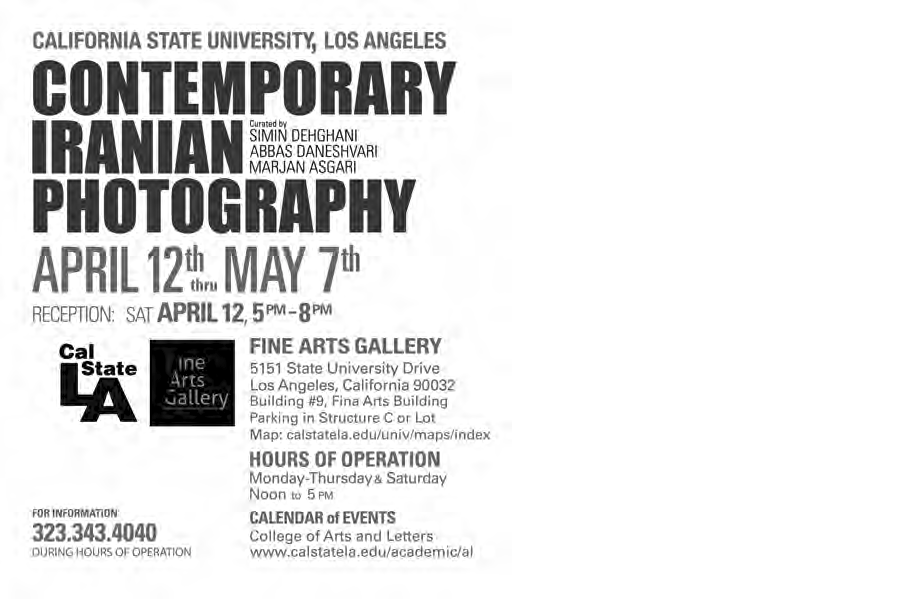 CALIFORNIA STATE UNIVERSITY, LOS ANGELES
CONTEMPORARY
IRANIAN
Curated by
SIMIN DEHGHANI
ABBAS DANESHVARI
MARJAN ASGARI
PHOTOGRAPHY
APRIL 12th thru MAY 7th
RECEPTION: SAT APRIL 12, 5PM-8PM
Cal
State
LA
Fine
Arts
Gallery
FINE ARTS GALLERY
5151 State University Drive
Los Angeles, California 90032
Building #9, Fina Arts Building
Parking in Structure C or Lot
Map: calstatela.edu/univ/maps/index
HOURS OF OPERATION
Monday-Thursday & Saturday
Noon to 5 PM
FOR INFORMATION
323.343.4040
DURING HOURS OF OPERATION
CALENDAR of EVENTS
College of Arts and Letters
www.calstatela.edu/academic/al